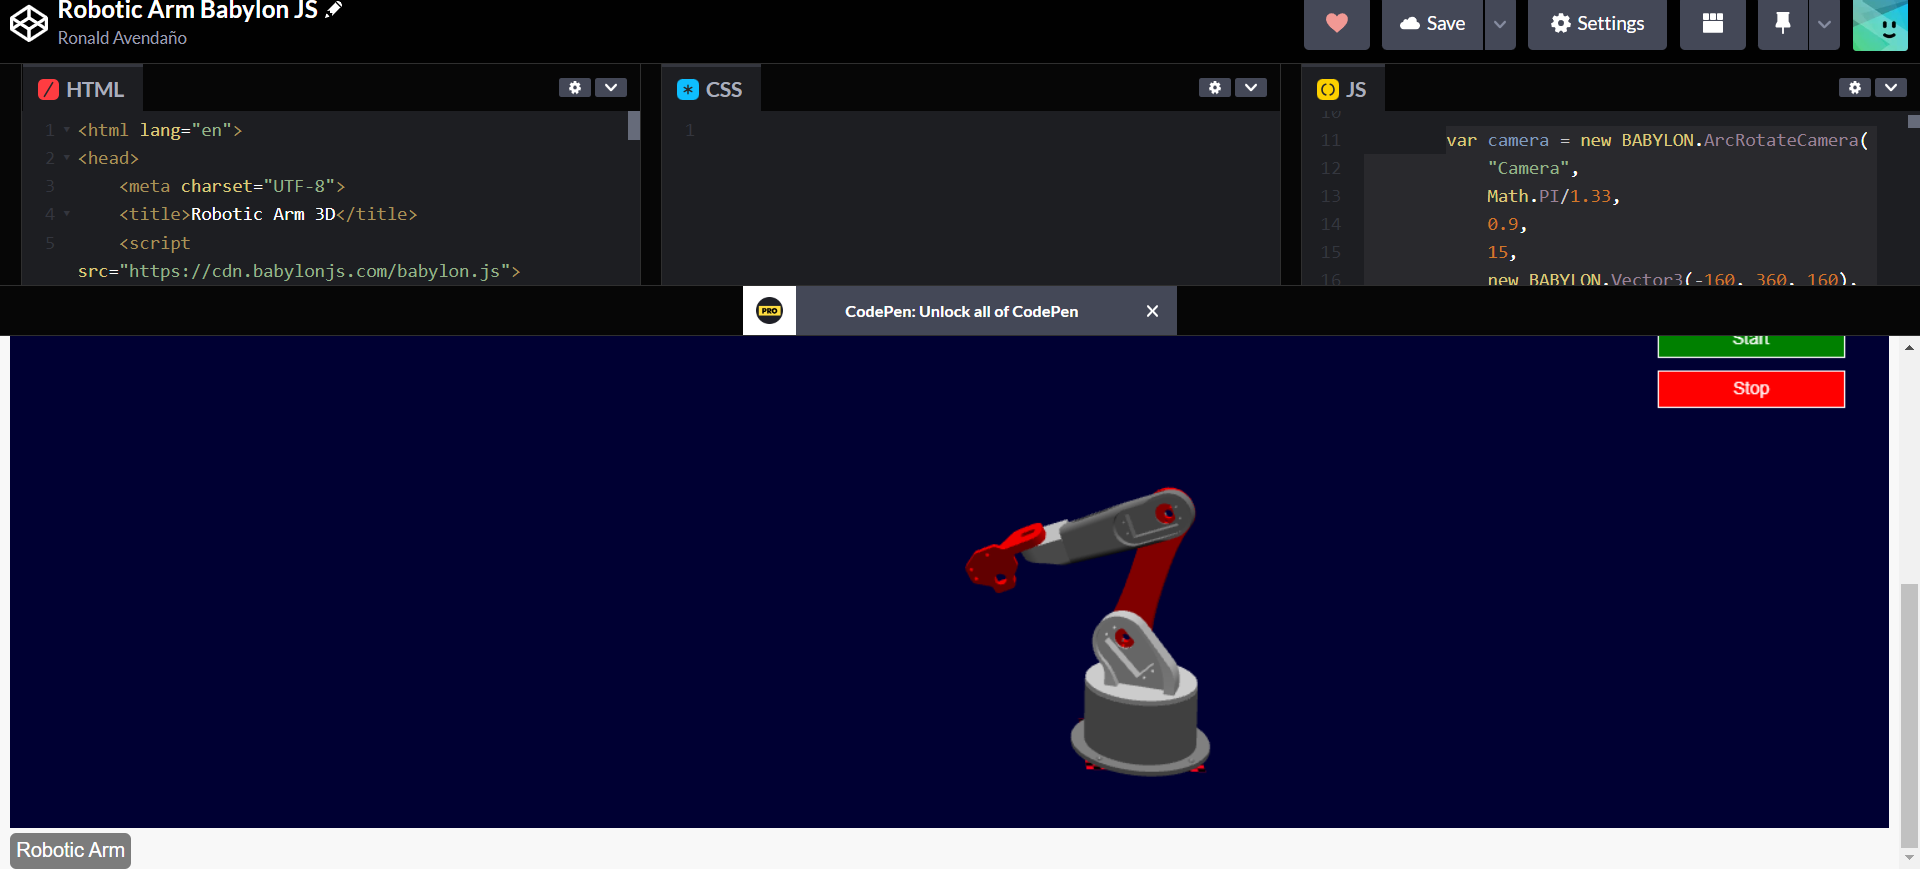 Robotic Arm Babylon JS
Ronald Avendaño
Save
Settings
HTML
1 <html lang="en">
2 <head>
3 <meta charset="UTF-8">
4 <title>Robotic Arm 3D</title>
5 <script
src="https://cdn.babylonjs.com/babylon.js">
CSS
1
JS
10
11 var camera = new BABYLON.ArcRotateCamera(
12 "Camera",
13 Math.PI/1.33,
14 0.9,
15 15,
16 new BABYLON.Vector3(-160, 360, 160),
PRO
CodePen: Unlock all of CodePen
Start
Stop
Robotic Arm